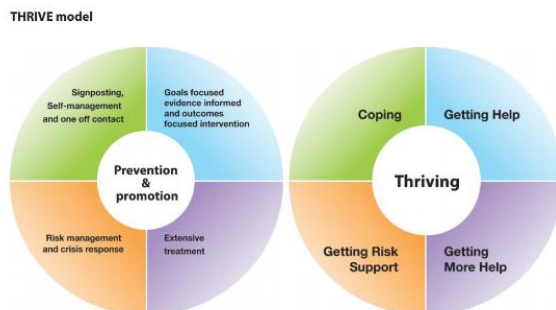 THRIVE model
Signposting,
Self-management
and one off contact
Goals focused
evidence informed
and outcomes
focused intervention
Prevention
&
promotion
Risk management
and crisis response
Extensive
treatment
Coping
Getting Help
Thriving
Getting Risk
Support
Getting
More Help